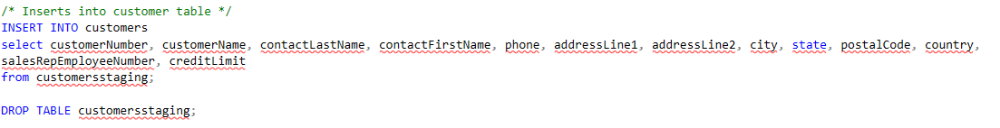 /* Inserts into customer table */
INSERT INTO customers
select customerNumber, customerName, contactLastName, contactFirstName, phone, addressLine1, addressLine2, city, state, postalCode, country,
salesRepEmployeeNumber, creditLimit
from customersstaging;
DROP TABLE customersstaging;